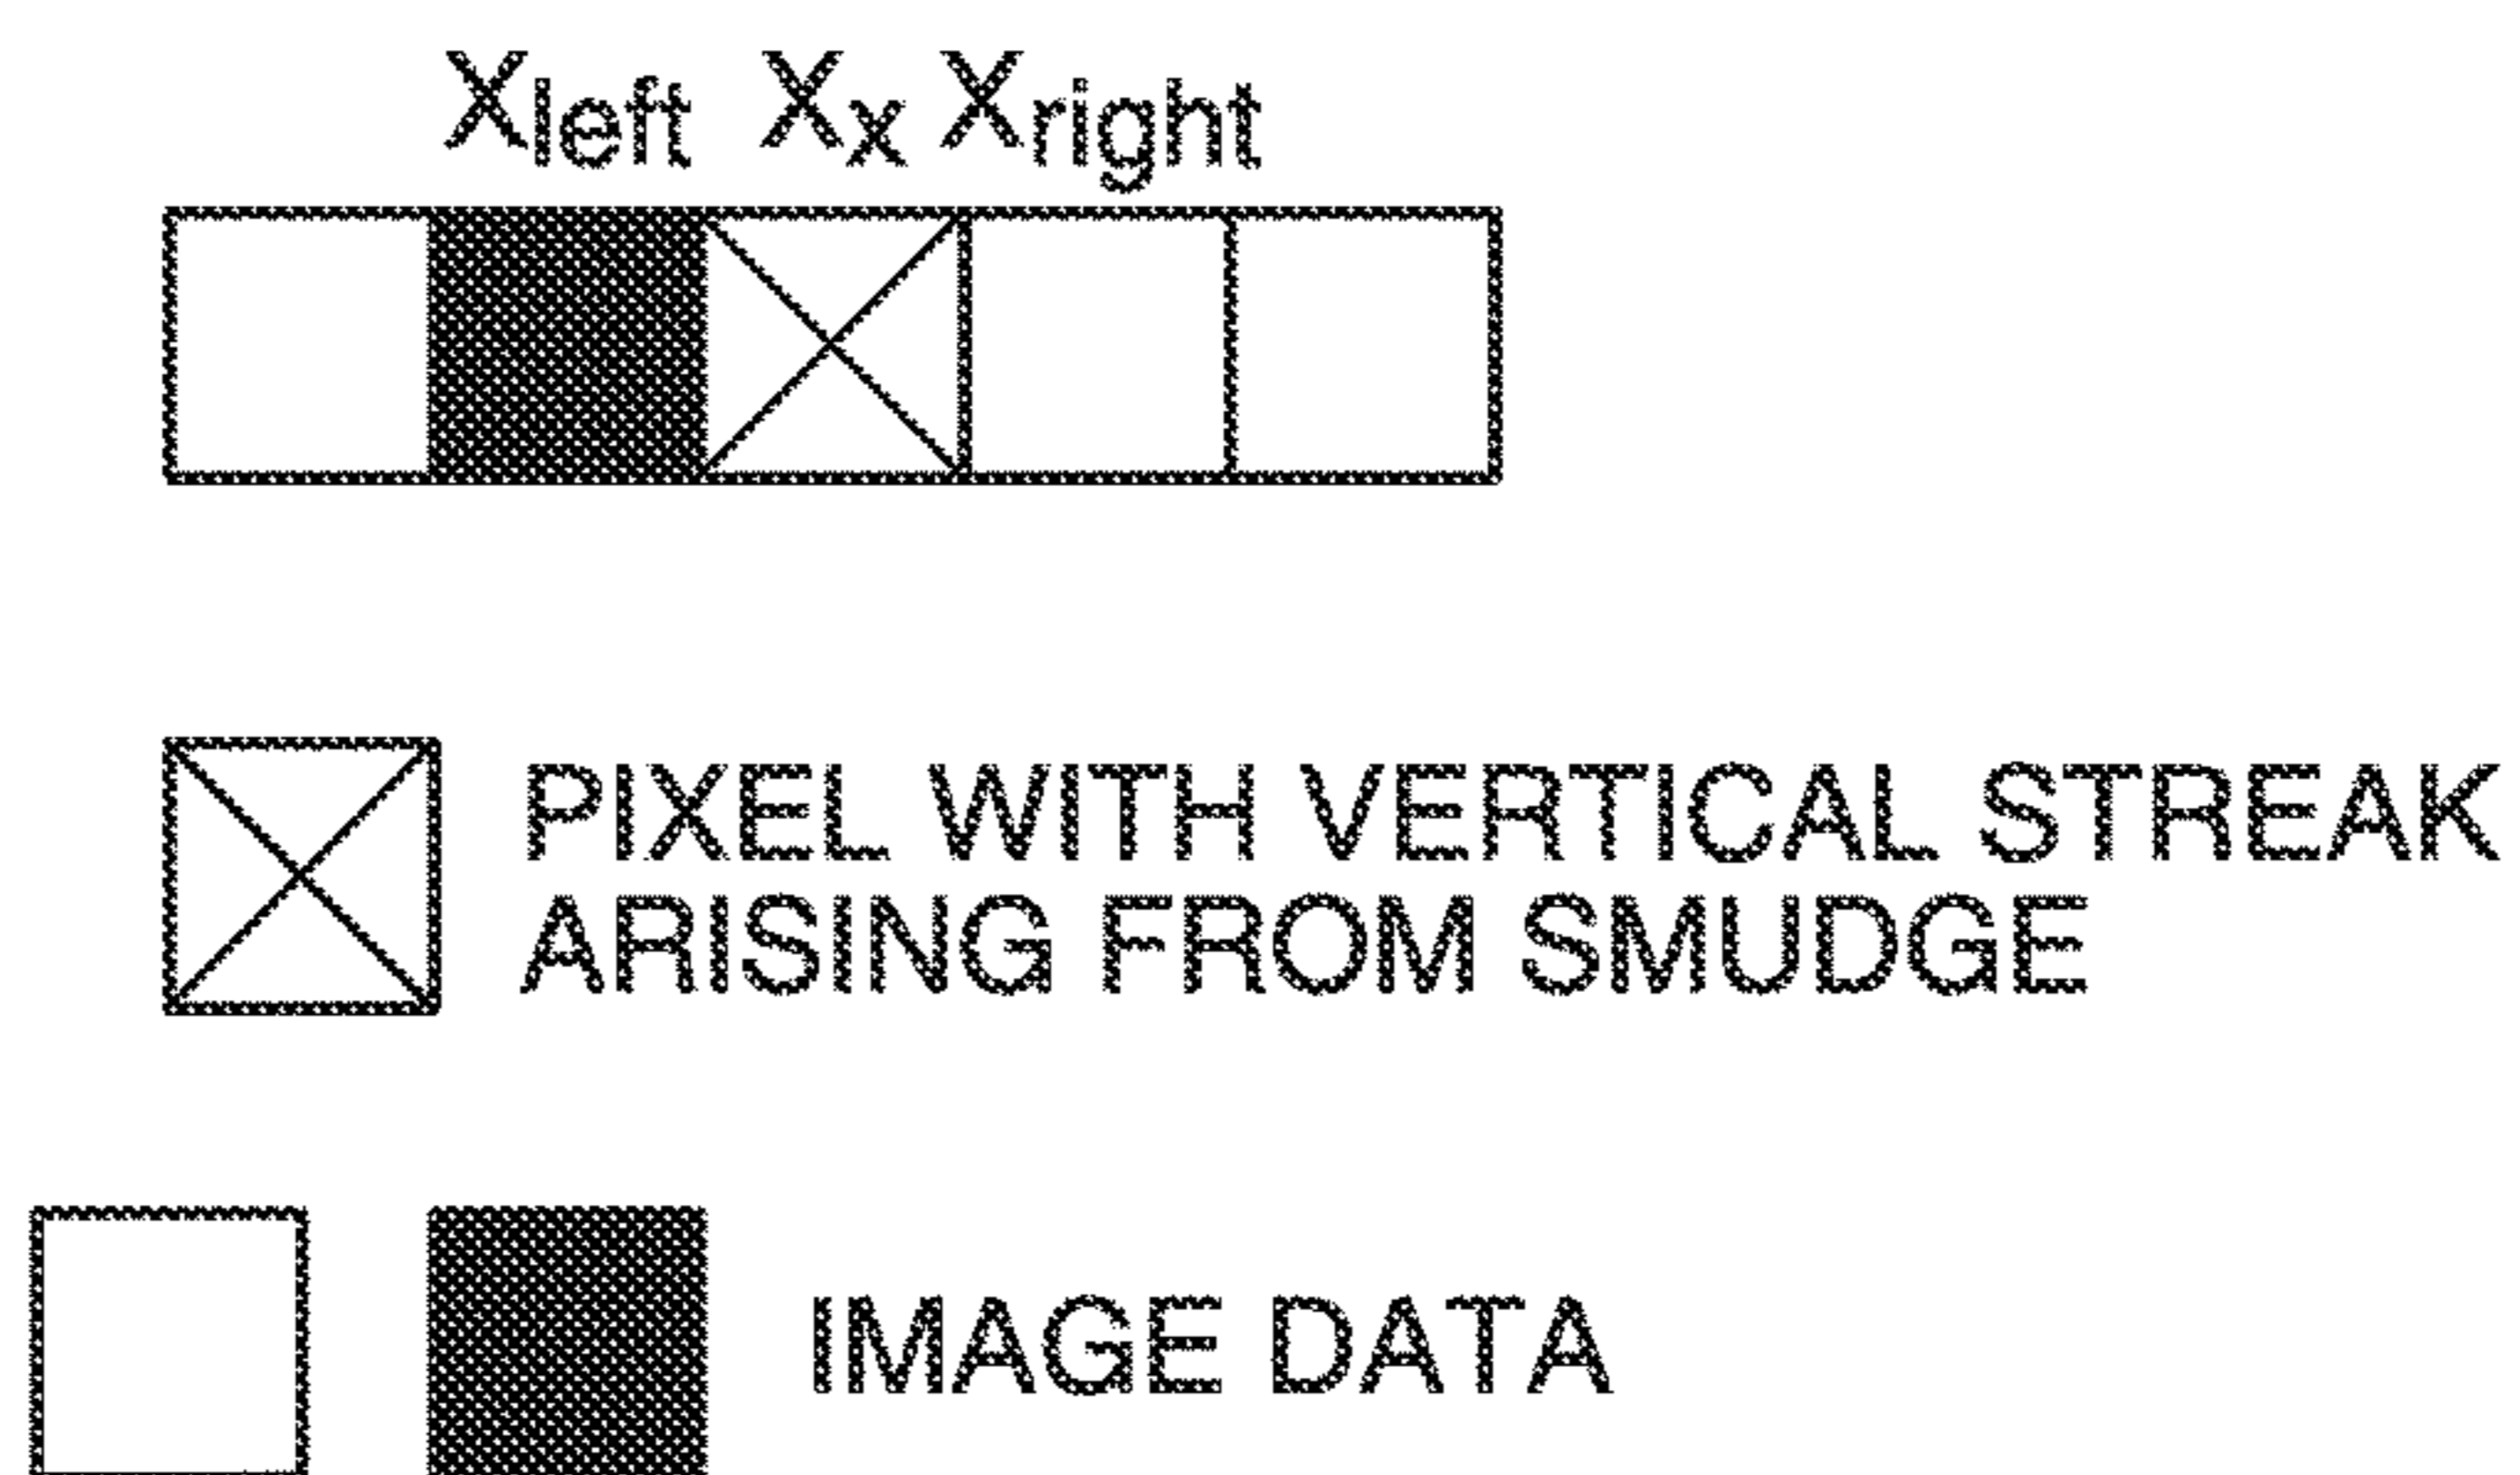 Xleft Xx Xright
PIXEL WITH VERTICAL STREAK
ARISING FROM SMUDGE
IMAGE DATA